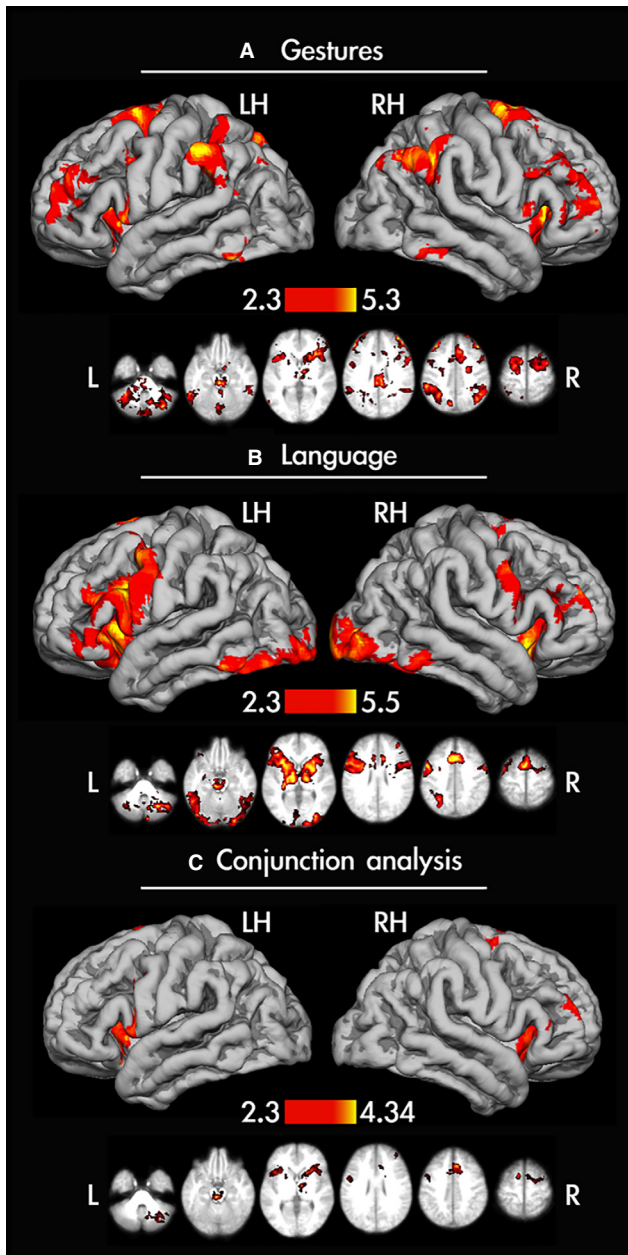 A Gestures
LH RH
2.3 5.3
L R
B Language
LH RH
2.3 5.5
L R
C Conjunction analysis
LH RH
2.3 4.34
L R